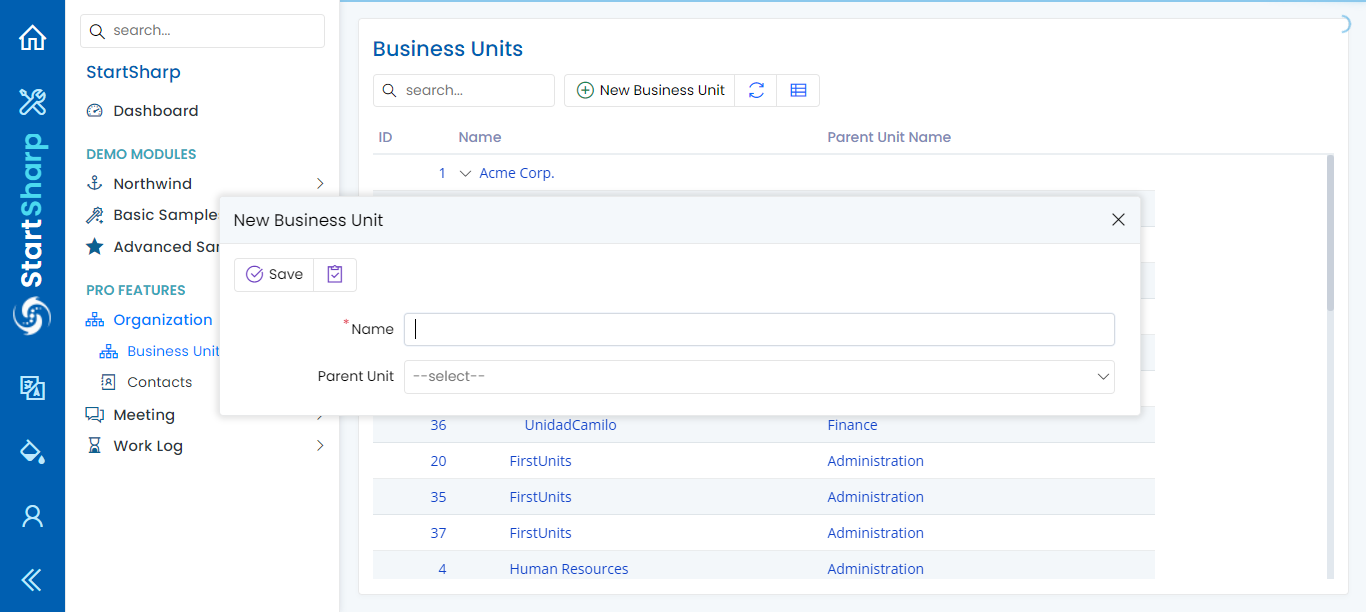 StartSharp
search...
StartSharp
Dashboard
DEMO MODULES
Northwind
Basic Sample
Advanced
PRO FEATURES
Organization
Business Unit
Contacts
Meeting
Work Log
Business Units
search...
New Business Unit
ID Name Parent Unit Name
1 Acme Corp.
New Business Unit
Save
* Name
Parent Unit --select--
36 UnidadCamilo Finance
20 FirstUnits Administration
35 FirstUnits Administration
37 FirstUnits Administration
4 Human Resources Administration